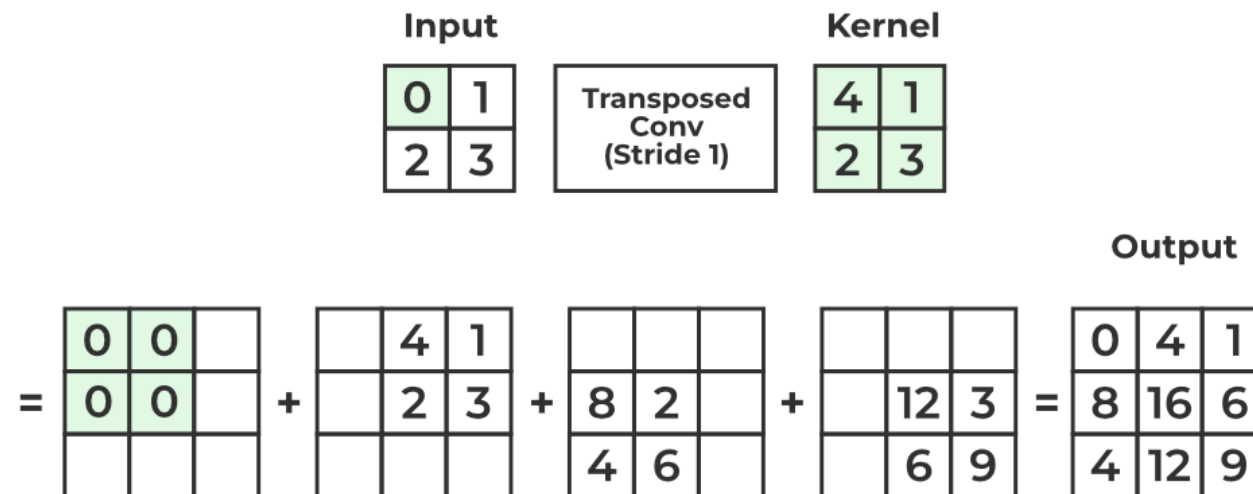 Input Kernel
0 1 Transposed 4 1
Conv
2 3 (Stride 1) 2 3
Output
0 0 4 1 0 4 1
= 0 0 + 2 3 + 8 2 + 12 3 = 8 16 6
4 6 6 9 4 12 9